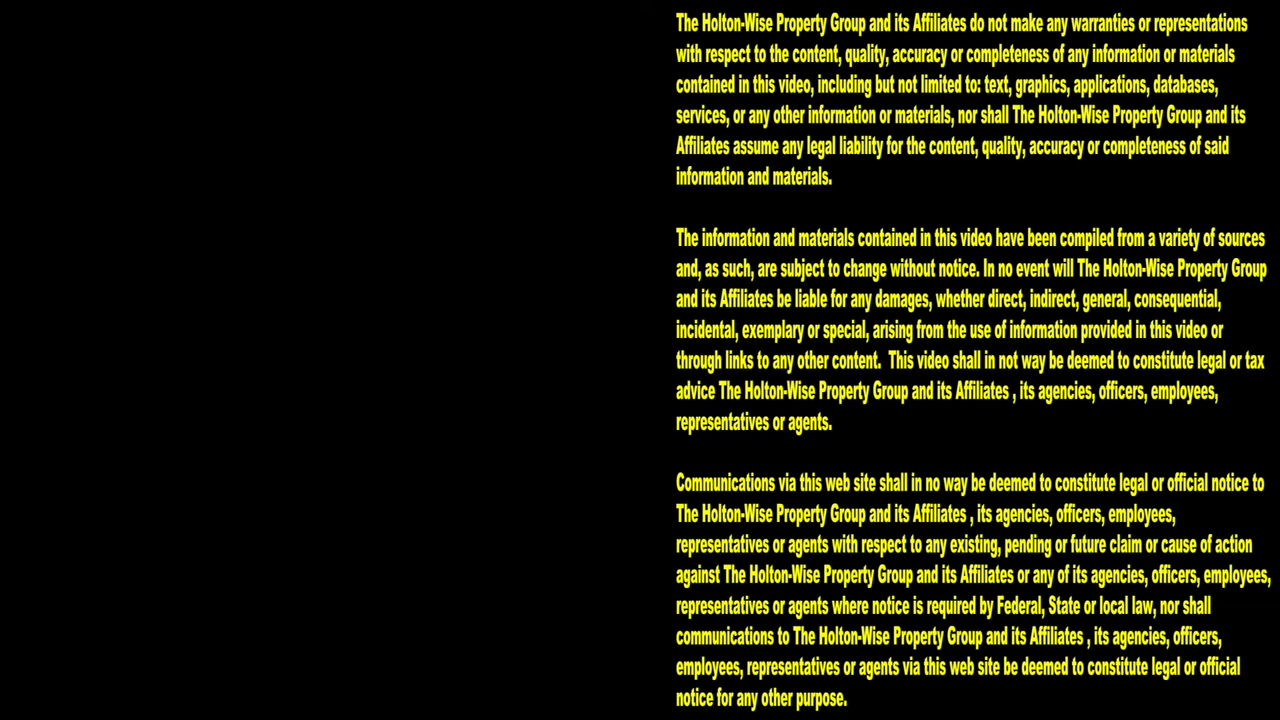 The Holton-Wise Property Group and its Affiliates do not make any warranties or representations
with respect to the content, quality, accuracy or completeness of any information or materials
contained in this video, including but not limited to: text, graphics, applications, databases,
services, or any other information or materials, nor shall The Holton-Wise Property Group and its
Affiliates assume any legal liability for the content, quality, accuracy or completeness of said
information and materials.
The information and materials contained in this video have been compiled from a variety of sources
and, as such, are subject to change without notice. In no event will The Holton-Wise Property Group
and its Affiliates be liable for any damages, whether direct, indirect, general, consequential,
incidental, exemplary or special, arising from the use of information provided in this video or
through links to any other content.  This video shall in not way be deemed to constitute legal or tax
advice The Holton-Wise Property Group and its Affiliates , its agencies, officers, employees,
representatives or agents.
Communications via this web site shall in no way be deemed to constitute legal or official notice to
The Holton-Wise Property Group and its Affiliates , its agencies, officers, employees,
representatives or agents with respect to any existing, pending or future claim or cause of action
against The Holton-Wise Property Group and its Affiliates or any of its agencies, officers, employees,
representatives or agents where notice is required by Federal, State or local law, nor shall
communications to The Holton-Wise Property Group and its Affiliates , its agencies, officers,
employees, representatives or agents via this web site be deemed to constitute legal or official
notice for any other purpose.